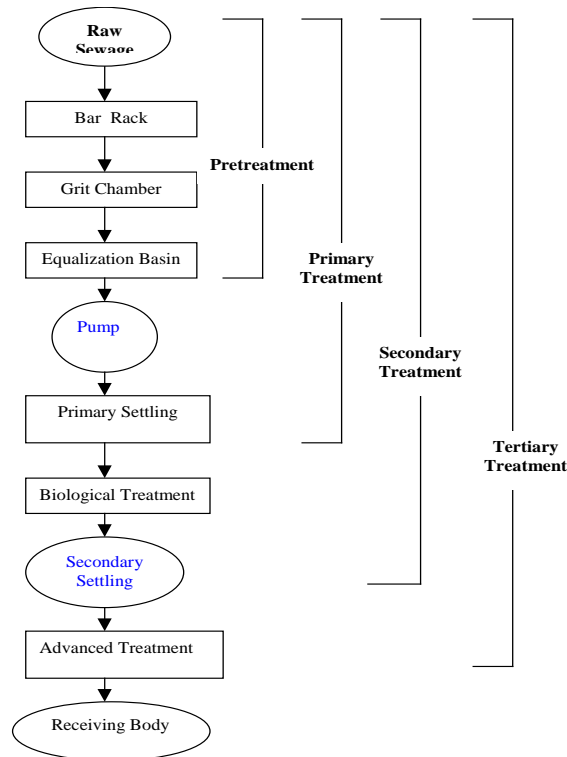 Raw
Sewage
Bar Rack
Pretreatment
Grit Chamber
Equalization Basin
Primary
Treatment
Pump
Secondary
Treatment
Primary Settling
Tertiary
Treatment
Biological Treatment
Secondary
Settling
Advanced Treatment
Receiving Body